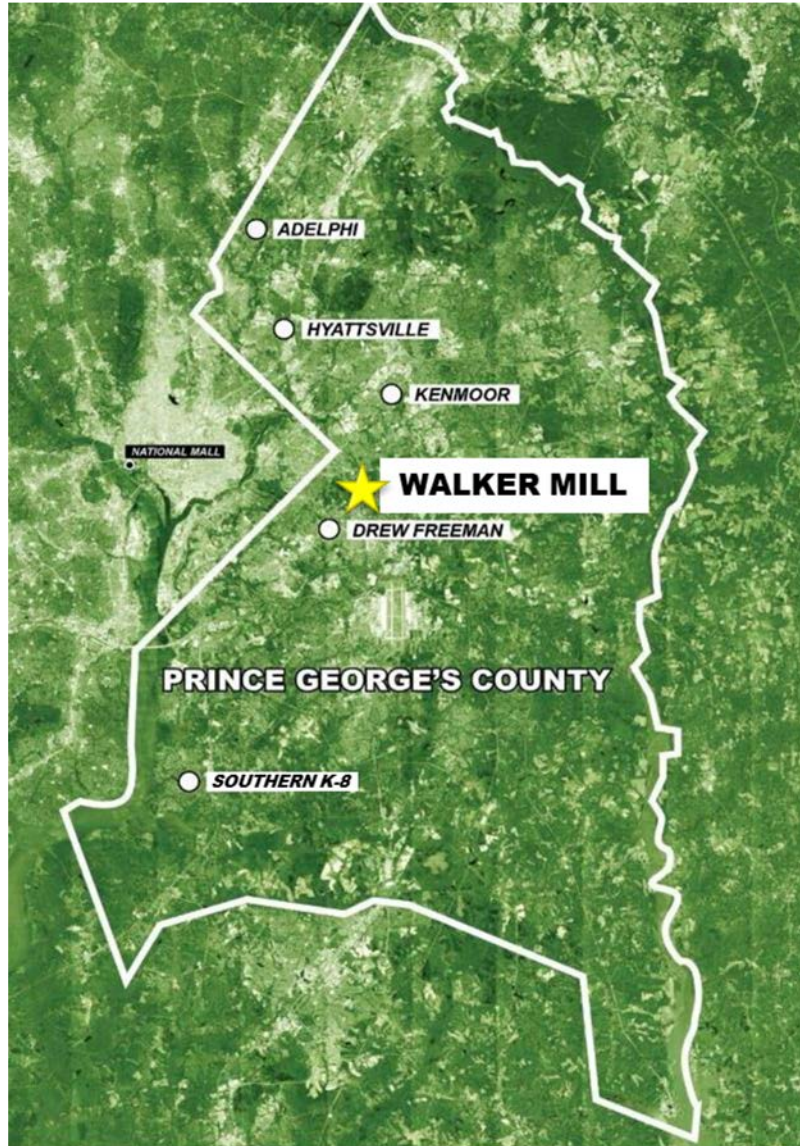 ADELPHI
HYATTSVILLE
KENMOOR
NATIONAL MALL
WALKER MILL
DREW FREEMAN
PRINCE GEORGE'S COUNTY
SOUTHERN K-8